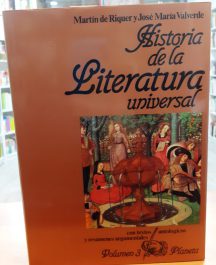 Martín de Riquer y José María Valverde
Historia
de la
Literatura
universal
con textos antológicos
y resúmenes argumentales
Volumen 3 Planeta